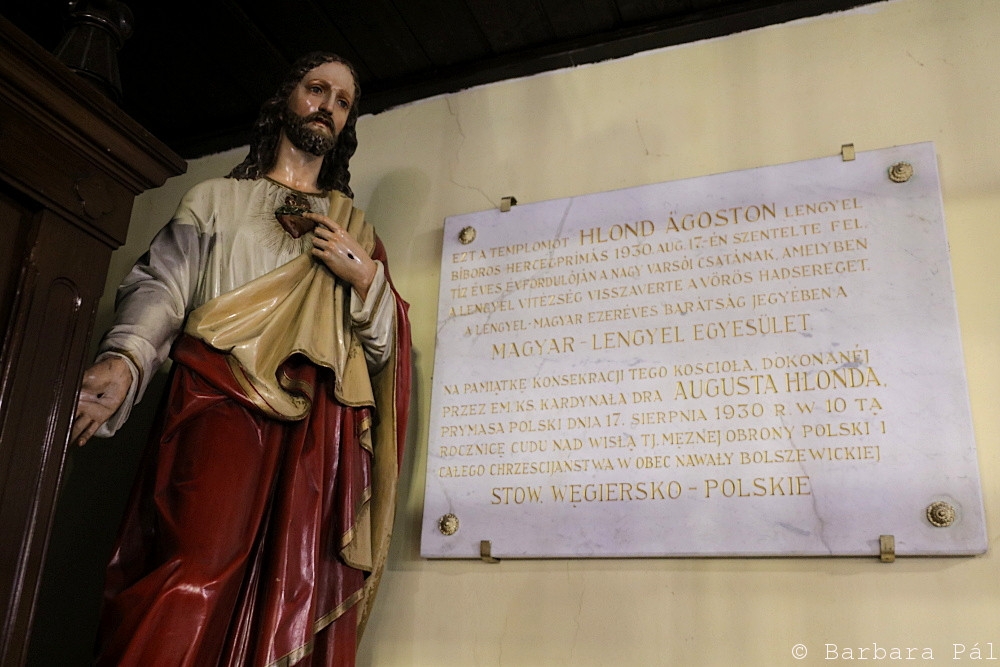 EZT A TEMPLOMOT HLOND ÁGOSTON LENGYEL
BÍBOROS HERCEGPRÍMÁS 1930 AUG. 17-ÉN SZENTELTE FEL,
TÍZ ÉVES ÉVFORDULÓJÁN A NAGY VARSÓI CSATÁNAK, AMELYBEN
A LENGYEL VITÉZSÉG VISSZAVERTE A VÖRÖS HADSEREGET.
A LENGYEL-MAGYAR EZERÉVES BARÁTSÁG JEGYÉBEN A
MAGYAR-LENGYEL EGYESÜLET
NA PAMIĄTKĘ KONSEKRACJI TEGO KOŚCIOŁA, DOKONANEJ
PRZEZ EM. KS. KARDYNAŁA DRA AUGUSTA HLONDA.
PRYMASA POLSKI DNIA 17. SIERPNIA 1930 R. W 10 TĄ
ROCZNICĘ CUDU NAD WISŁĄ TJ. MĘŻNEJ OBRONY POLSKI I
CAŁEGO CHRZEŚCIJAŃSTWA W OBEC NAWAŁY BOLSZEWICKIEJ
STOW. WĘGIERSKO-POLSKIE
© Barbara Pál